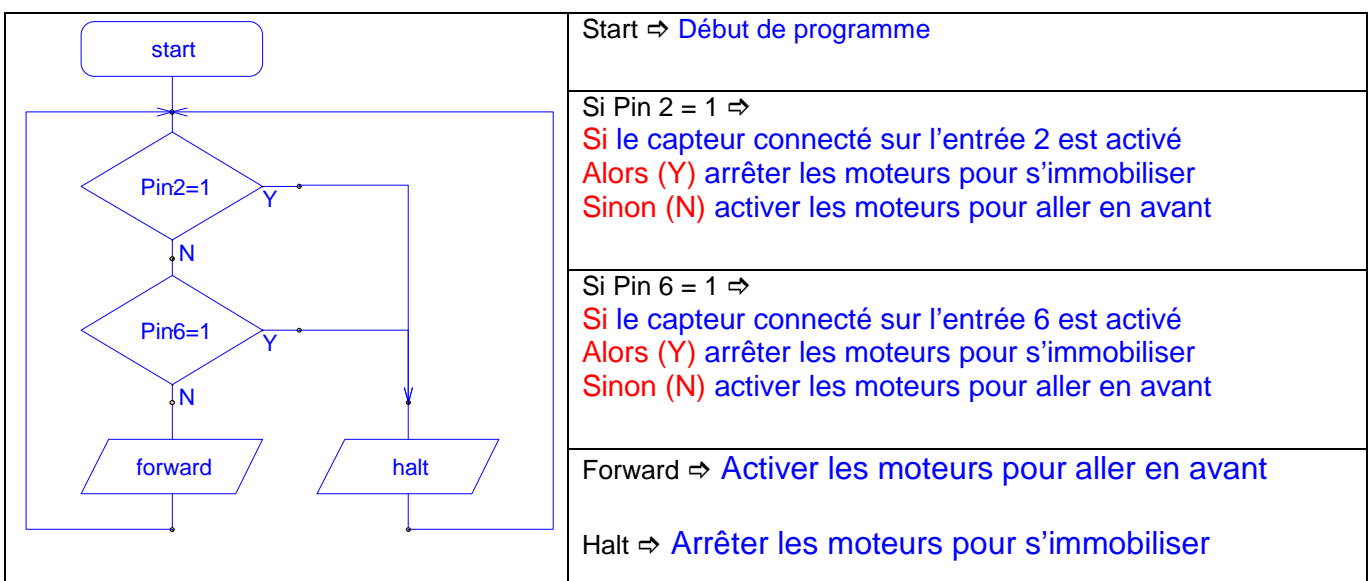 start
Pin2=1
Y
N
Pin6=1
Y
N
forward
halt
Start ⇨ Début de programme
Si Pin 2 = 1 ⇨
Si le capteur connecté sur l’entrée 2 est activé
Alors (Y) arrêter les moteurs pour s’immobiliser
Sinon (N) activer les moteurs pour aller en avant
Si Pin 6 = 1 ⇨
Si le capteur connecté sur l’entrée 6 est activé
Alors (Y) arrêter les moteurs pour s’immobiliser
Sinon (N) activer les moteurs pour aller en avant
Forward ⇨ Activer les moteurs pour aller en avant
Halt ⇨ Arrêter les moteurs pour s’immobiliser